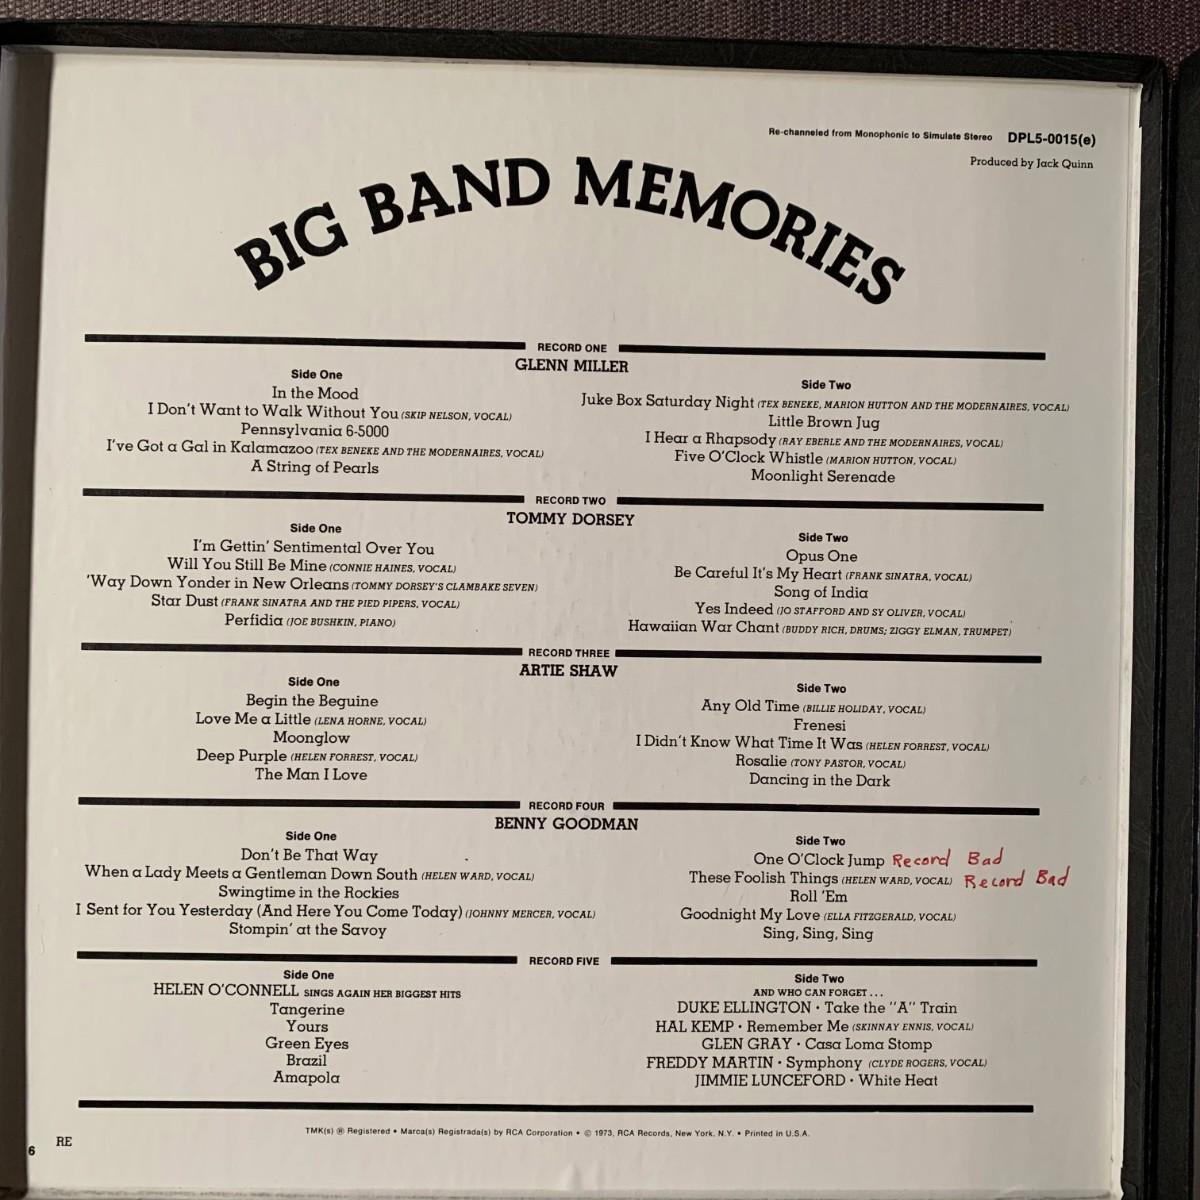 Re-channeled from Monophonic to Simulate Stereo DPL5-0015(e)
Produced by Jack Quinn
BIG BAND MEMORIES
RECORD ONE
GLENN MILLER
Side One
In the Mood
I Don't Want to Walk Without You (SKIP NELSON, VOCAL)
Pennsylvania 6-5000
I've Got a Gal in Kalamazoo (TEX BENEKE AND THE MODERNAIRES, VOCAL)
A String of Pearls
Side Two
Juke Box Saturday Night (TEX BENEKE, MARION HUTTON AND THE MODERNAIRES, VOCAL)
Little Brown Jug
I Hear a Rhapsody (RAY EBERLE AND THE MODERNAIRES, VOCAL)
Five O'Clock Whistle (MARION HUTTON, VOCAL)
Moonlight Serenade
RECORD TWO
TOMMY DORSEY
Side One
I'm Gettin' Sentimental Over You
Will You Still Be Mine (CONNIE HAINES, VOCAL)
'Way Down Yonder in New Orleans (TOMMY DORSEY'S CLAMBAKE SEVEN)
Star Dust (FRANK SINATRA AND THE PIED PIPERS, VOCAL)
Perfidia (JOE BUSHKIN, PIANO)
Side Two
Opus One
Be Careful It's My Heart (FRANK SINATRA, VOCAL)
Song of India
Yes Indeed (JO STAFFORD AND SY OLIVER, VOCAL)
Hawaiian War Chant (BUDDY RICH, DRUMS; ZIGGY ELMAN, TRUMPET)
RECORD THREE
ARTIE SHAW
Side One
Begin the Beguine
Love Me a Little (LENA HORNE, VOCAL)
Moonglow
Deep Purple (HELEN FORREST, VOCAL)
The Man I Love
Side Two
Any Old Time (BILLIE HOLIDAY, VOCAL)
Frenesi
I Didn't Know What Time It Was (HELEN FORREST, VOCAL)
Rosalie (TONY PASTOR, VOCAL)
Dancing in the Dark
RECORD FOUR
BENNY GOODMAN
Side One
Don't Be That Way
When a Lady Meets a Gentleman Down South (HELEN WARD, VOCAL)
Swingtime in the Rockies
I Sent for You Yesterday (And Here You Come Today) (JOHNNY MERCER, VOCAL)
Stompin' at the Savoy
Side Two
One O'Clock Jump Record Bad
These Foolish Things (HELEN WARD, VOCAL) Record Bad
Roll 'Em
Goodnight My Love (ELLA FITZGERALD, VOCAL)
Sing, Sing, Sing
RECORD FIVE
Side One
HELEN O'CONNELL SINGS AGAIN HER BIGGEST HITS
Tangerine
Yours
Green Eyes
Brazil
Amapola
Side Two
AND WHO CAN FORGET...
DUKE ELLINGTON • Take the "A" Train
HAL KEMP • Remember Me (SKINNAY ENNIS, VOCAL)
GLEN GRAY • Casa Loma Stomp
FREDDY MARTIN • Symphony (CLYDE ROGERS, VOCAL)
JIMMIE LUNCEFORD • White Heat
TMK(s) ® Registered • Marca(s) Registrada(s) by RCA Corporation • © 1973, RCA Records, New York, N.Y. • Printed in U.S.A.
6 RE